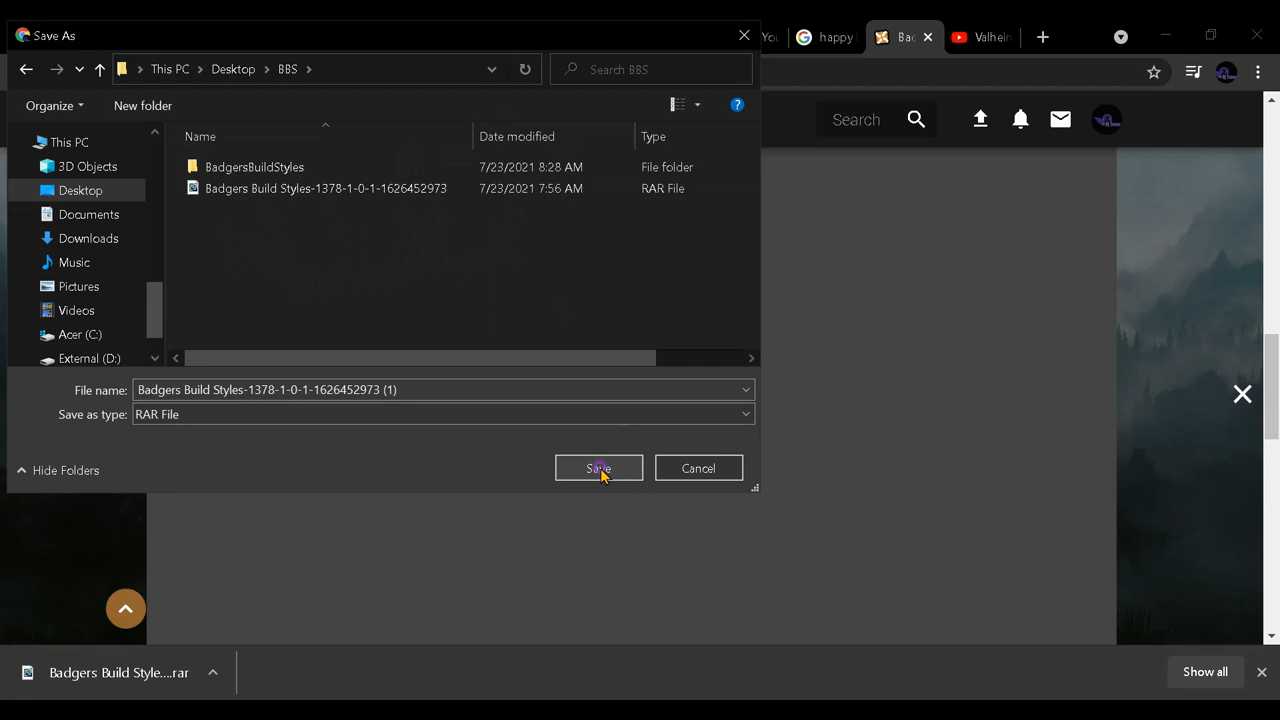 Save As
You
happy
Bac
Valhein
This PC
Desktop
BBS
Search BBS
Organize
New folder
?
Search
Name
Date modified
Type
This PC
3D Objects
Desktop
Documents
Downloads
Music
Pictures
Videos
Acer (C:)
External (D:)
BadgersBuildStyles 7/23/2021 8:28 AM File folder
Badgers Build Styles-1378-1-0-1-1626452973 7/23/2021 7:56 AM RAR File
File name: Badgers Build Styles-1378-1-0-1-1626452973 (1)
Save as type: RAR File
Hide Folders
Save
Cancel
Badgers Build Style....rar
Show all